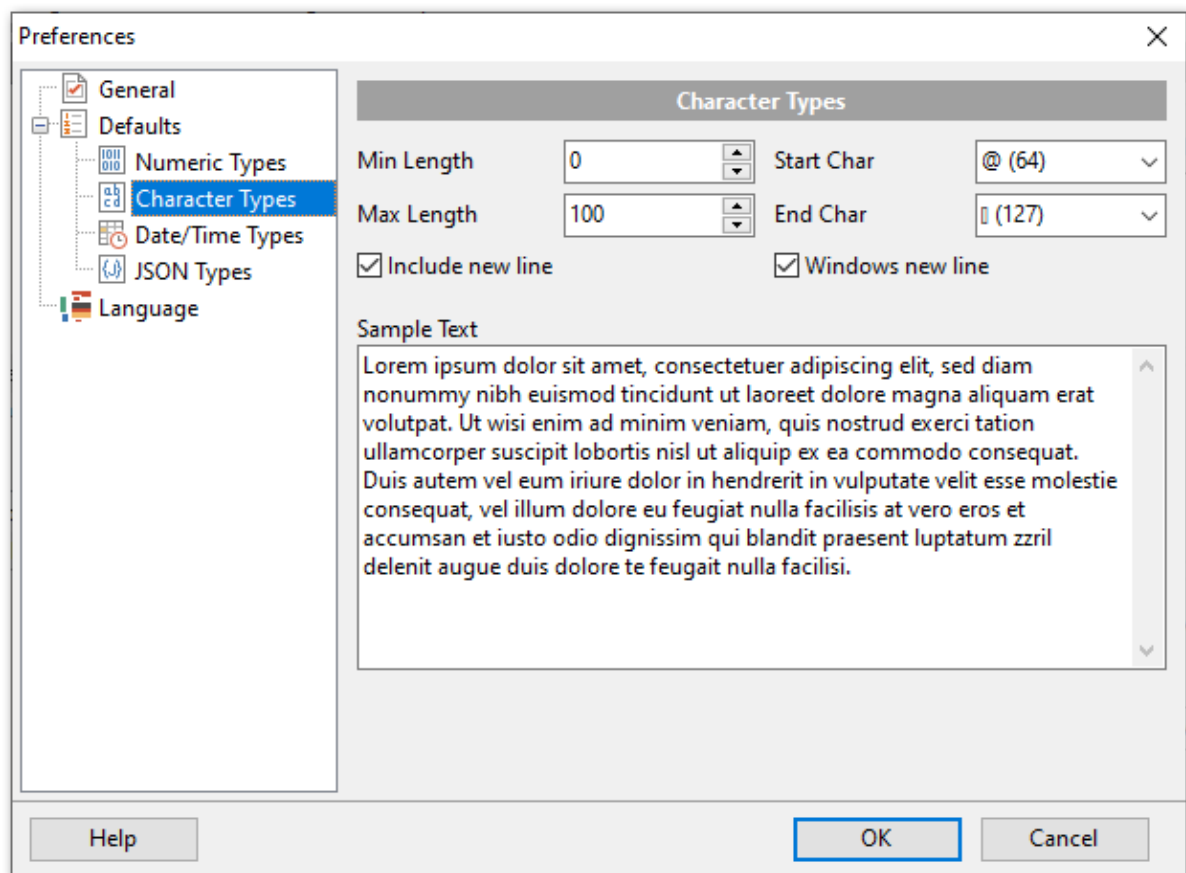 Preferences
General
Defaults
Numeric Types
Character Types
Date/Time Types
JSON Types
Language
Character Types
Min Length 0 Start Char @ (64)
Max Length 100 End Char ▯ (127)
Include new line Windows new line
Sample Text
Lorem ipsum dolor sit amet, consectetuer adipiscing elit, sed diam
nonummy nibh euismod tincidunt ut laoreet dolore magna aliquam erat
volutpat. Ut wisi enim ad minim veniam, quis nostrud exerci tation
ullamcorper suscipit lobortis nisl ut aliquip ex ea commodo consequat.
Duis autem vel eum iriure dolor in hendrerit in vulputate velit esse molestie
consequat, vel illum dolore eu feugiat nulla facilisis at vero eros et
accumsan et iusto odio dignissim qui blandit praesent luptatum zzril
delenit augue duis dolore te feugait nulla facilisi.
Help OK Cancel